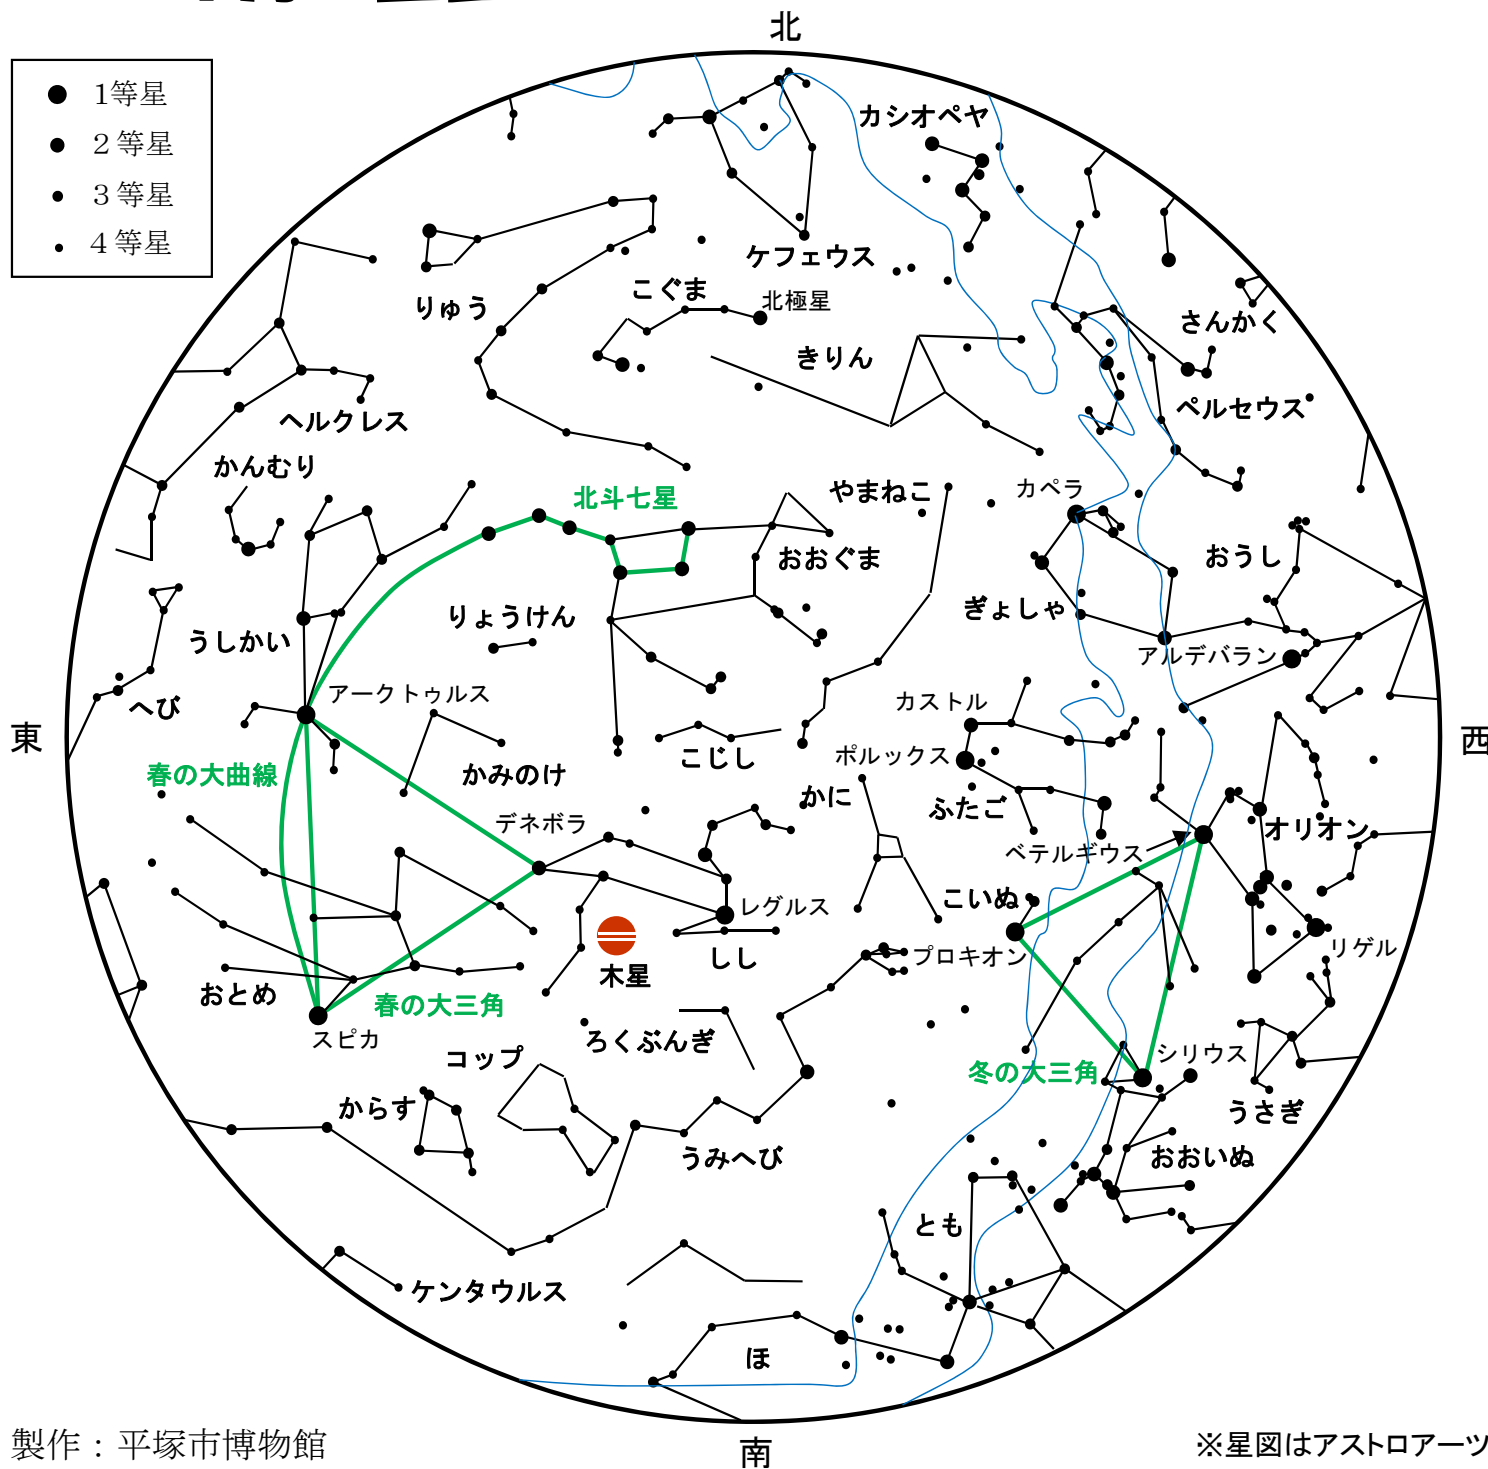 北
1等星
2等星
3等星
4等星
カシオペヤ
ケフェウス
りゅう
こぐま
北極星
きりん
さんかく
ペルセウス
ヘルクレス
かんむり
北斗七星
やまねこ
カペラ
おおぐま
おうし
りょうけん
ぎょしゃ
うしかい
アルデバラン
アークトゥルス
へび
カストル
東
西
こじし
ポルックス
春の大曲線
かみのけ
かに
ふたご
デネボラ
オリオン
ベテルギウス
レグルス
こいぬ
しし
プロキオン
リゲル
木星
おとめ
春の大三角
スピカ
ろくぶんぎ
コップ
シリウス
冬の大三角
からす
うさぎ
うみへび
おおいぬ
とも
ケンタウルス
ほ
製作：平塚市博物館
南
※星図はアストロアーツ